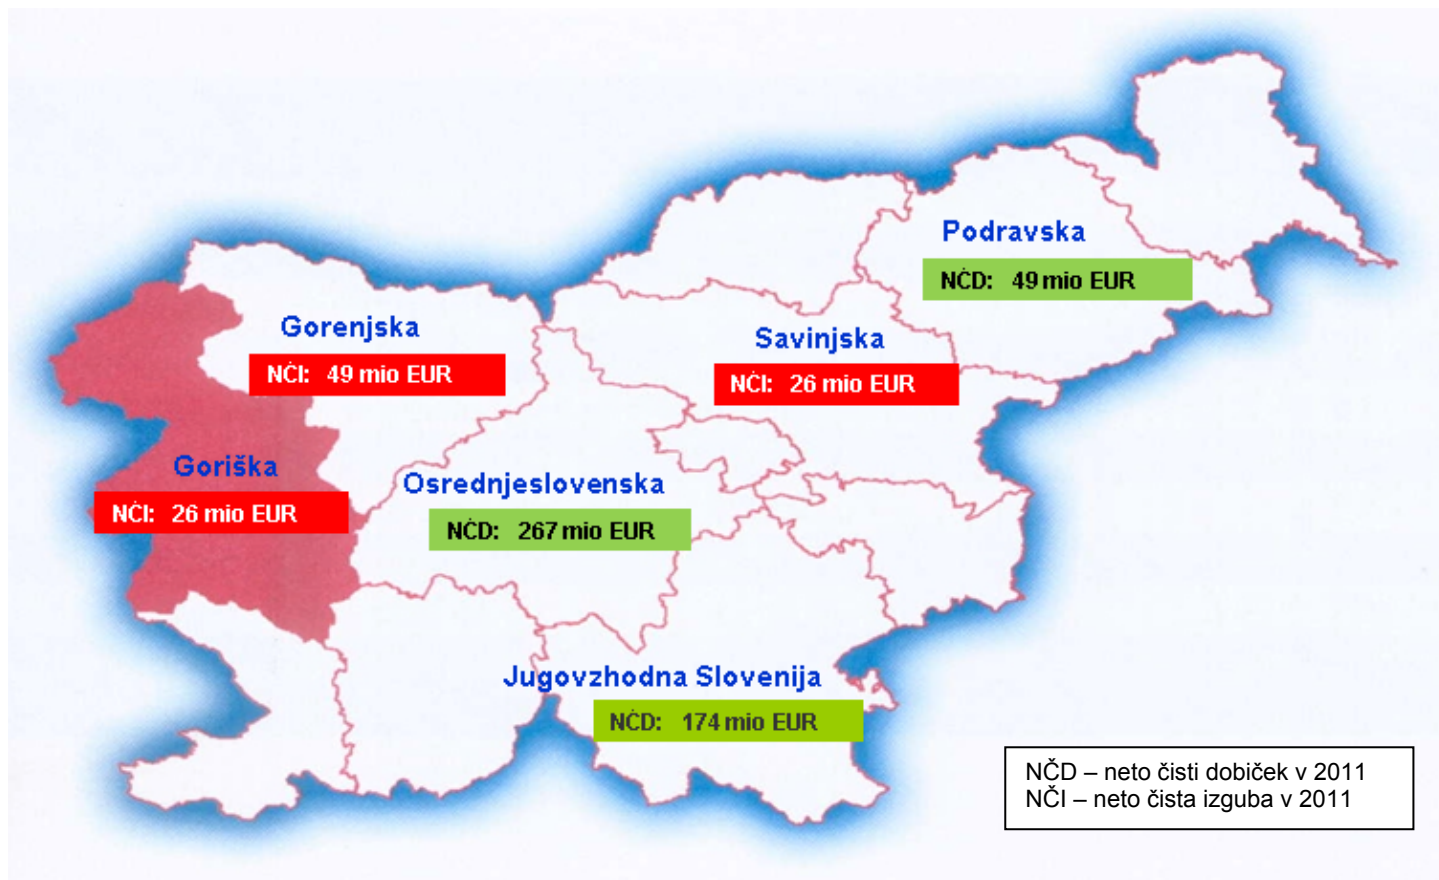 Podravska
NČD: 49 mio EUR
Gorenjska
NČI: 49 mio EUR
Savinjska
NČI: 26 mio EUR
Goriška
NČI: 26 mio EUR
Osrednjeslovenska
NČD: 267 mio EUR
Jugovzhodna Slovenija
NČD: 174 mio EUR
NČD – neto čisti dobiček v 2011
NČI – neto čista izguba v 2011